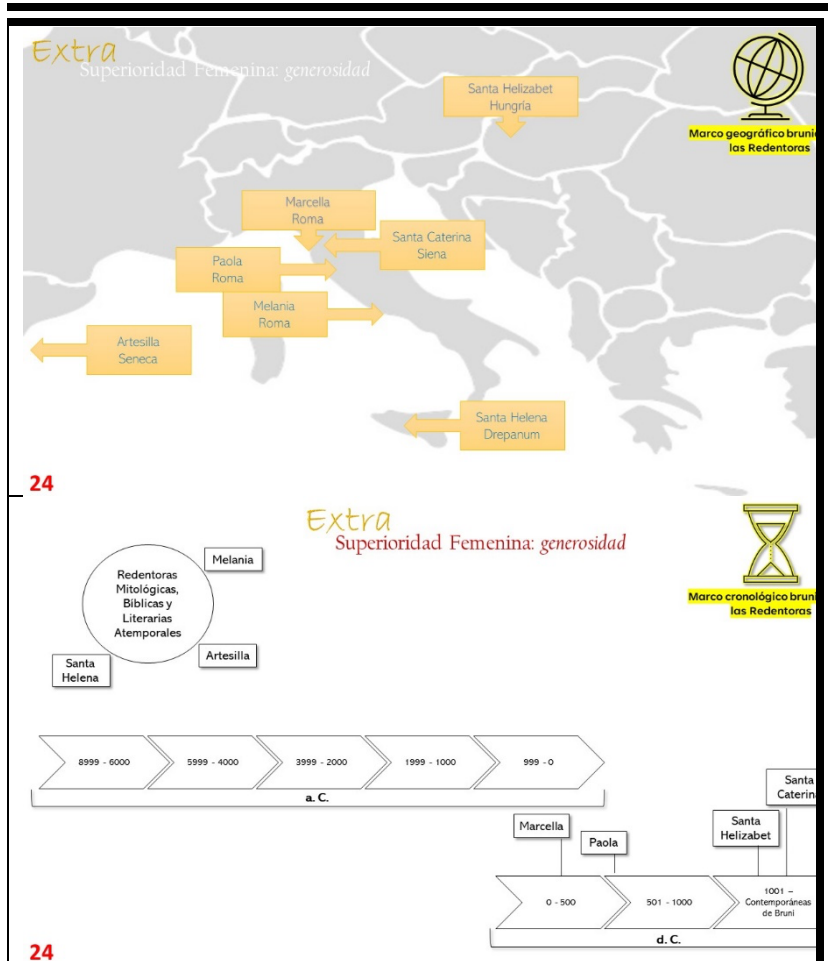 Extra
Superioridad Femenina: generosidad
Marco geográfico bruni
las Redentoras
Santa Helizabet
Hungría
Marcella
Roma
Santa Caterina
Siena
Paola
Roma
Melania
Roma
Artesilla
Seneca
Santa Helena
Drepanum
24
Extra
Superioridad Femenina: generosidad
Marco cronológico bruni
las Redentoras
Redentoras
Mitológicas,
Bíblicas y
Literarias
Atemporales
Melania
Artesilla
Santa
Helena
8999 - 6000
5999 - 4000
3999 - 2000
1999 - 1000
999 - 0
a. C.
Marcella
Paola
Santa
Helizabet
Santa
Caterina
0 - 500
501 - 1000
1001 –
Contemporáneas
de Bruni
d. C.
24